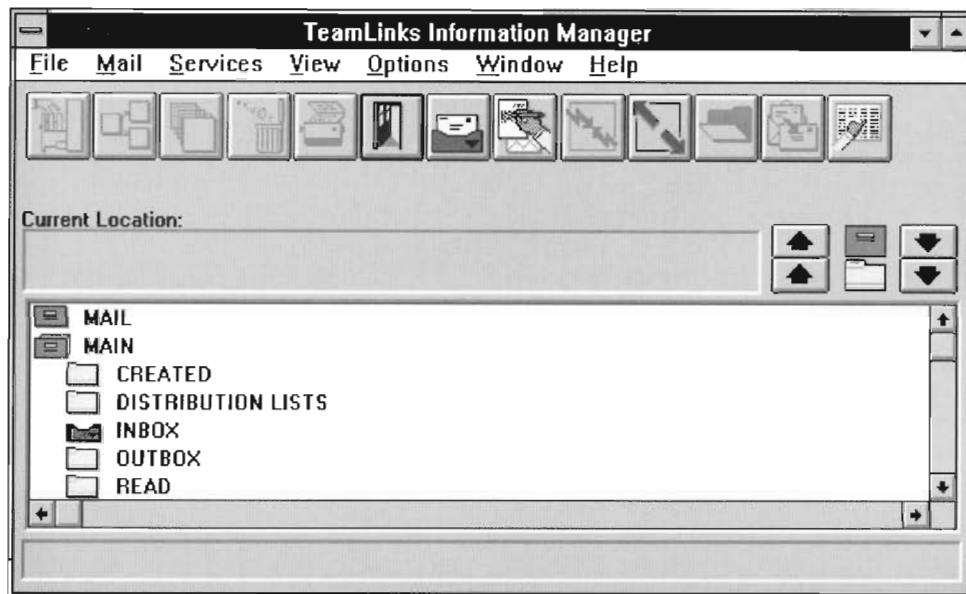 TeamLinks Information Manager
File Mail Services View Options Window Help
Current Location:
MAIL
MAIN
CREATED
DISTRIBUTION LISTS
INBOX
OUTBOX
READ